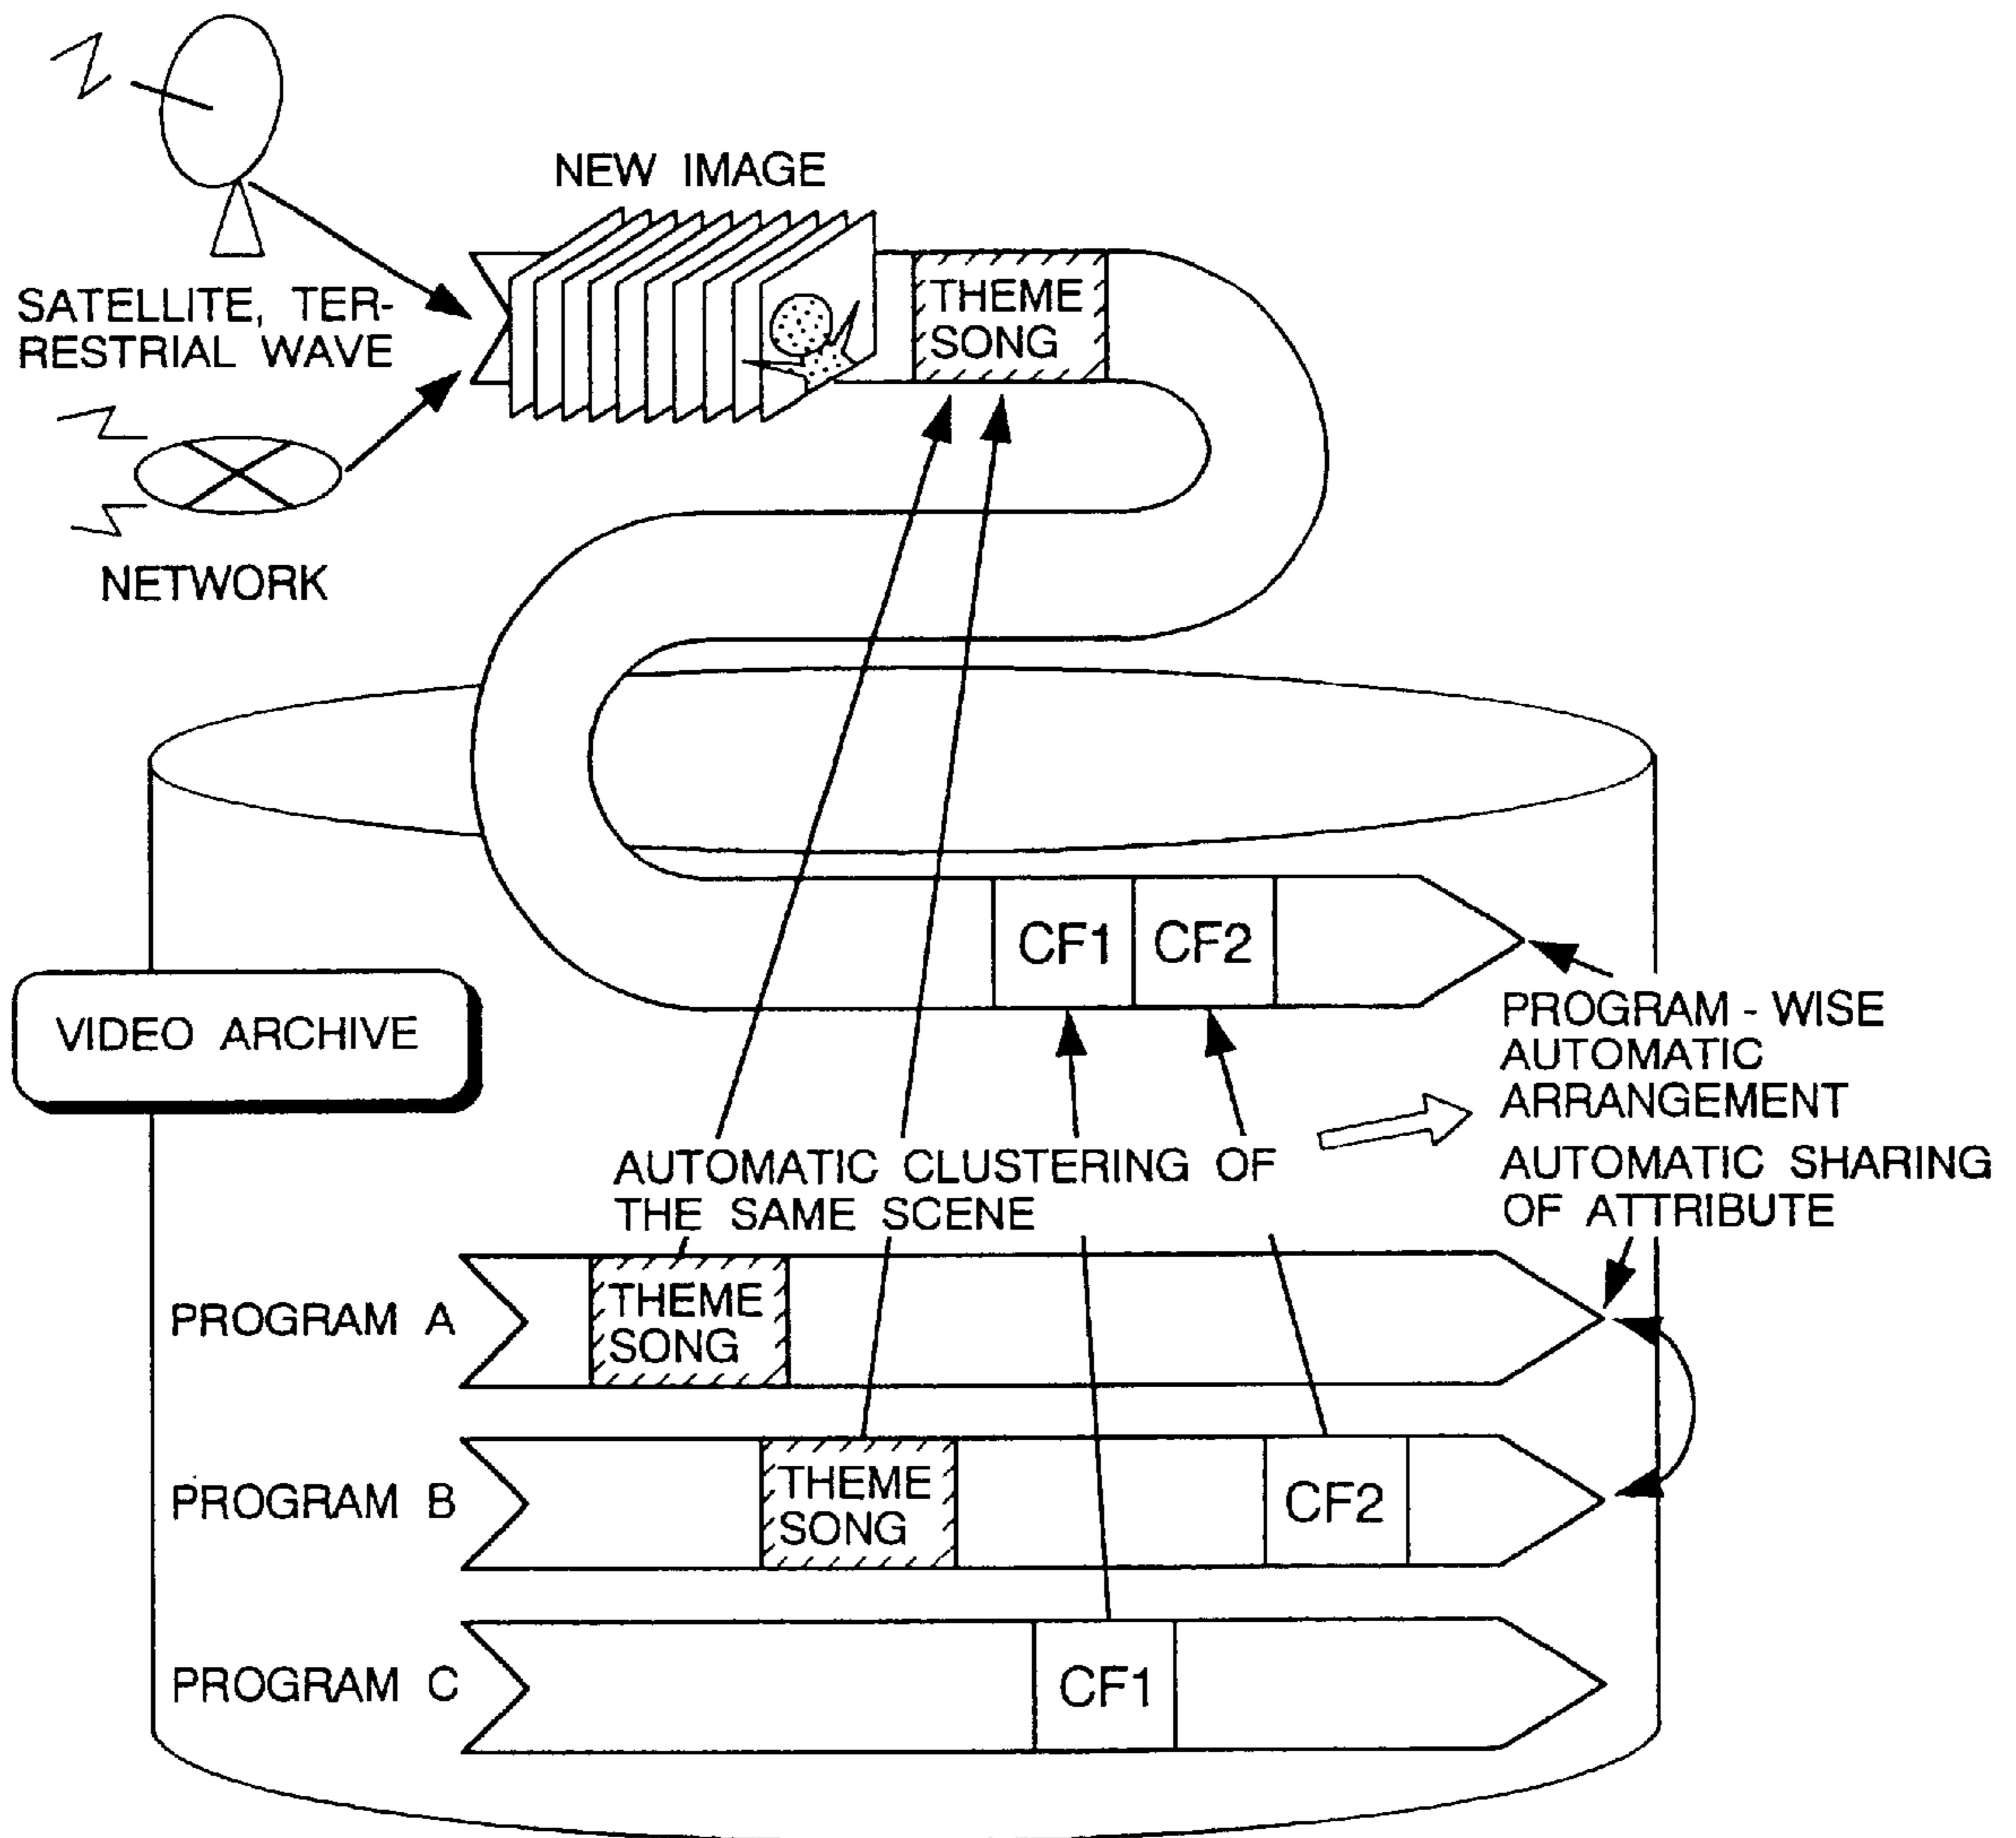 NEW IMAGE
SATELLITE, TER-
RESTRIAL WAVE
THEME
SONG
NETWORK
CF1
CF2
VIDEO ARCHIVE
PROGRAM - WISE
AUTOMATIC
ARRANGEMENT
AUTOMATIC CLUSTERING OF
THE SAME SCENE
AUTOMATIC SHARING
OF ATTRIBUTE
PROGRAM A
THEME
SONG
PROGRAM B
THEME
SONG
CF2
PROGRAM C
CF1